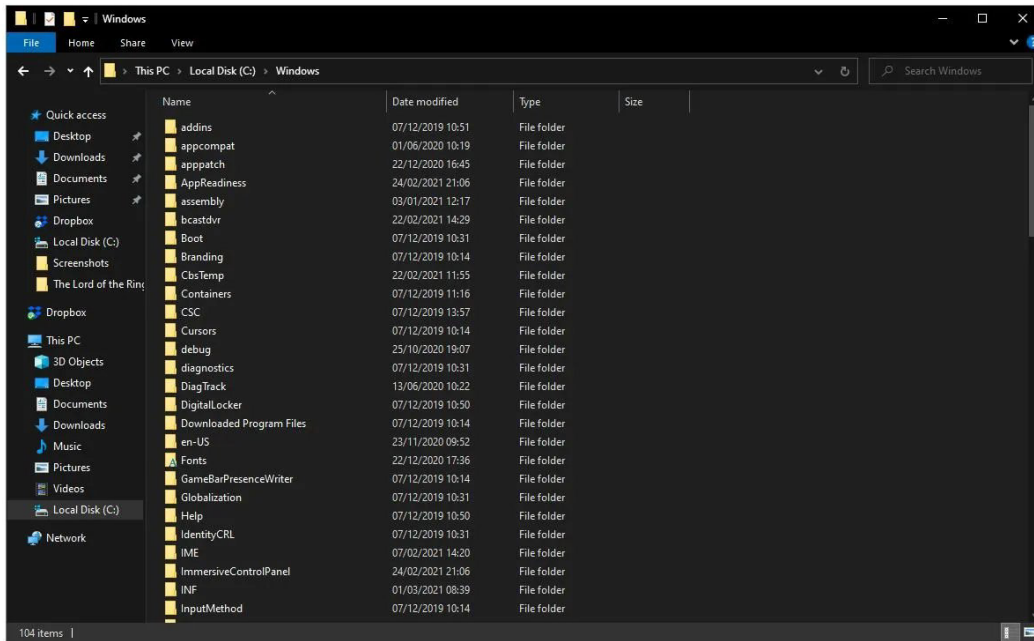 Windows
File Home Share View
This PC Local Disk (C:) Windows
Search Windows
Name Date modified Type Size
Quick access
Desktop
Downloads
Documents
Pictures
Dropbox
Local Disk (C:)
Screenshots
The Lord of the Ring
Dropbox
This PC
3D Objects
Desktop
Documents
Downloads
Music
Pictures
Videos
Local Disk (C:)
Network
addins 07/12/2019 10:51 File folder
appcompat 01/06/2020 10:19 File folder
apppatch 22/12/2020 16:45 File folder
AppReadiness 24/02/2021 21:06 File folder
assembly 03/01/2021 12:17 File folder
bcastdvr 22/02/2021 14:29 File folder
Boot 07/12/2019 10:31 File folder
Branding 07/12/2019 10:14 File folder
CbsTemp 22/02/2021 11:55 File folder
Containers 07/12/2019 11:16 File folder
CSC 07/12/2019 13:57 File folder
Cursors 07/12/2019 10:14 File folder
debug 25/10/2020 19:07 File folder
diagnostics 07/12/2019 10:31 File folder
DiagTrack 13/06/2020 10:22 File folder
DigitalLocker 07/12/2019 10:50 File folder
Downloaded Program Files 07/12/2019 10:14 File folder
en-US 23/11/2020 09:52 File folder
Fonts 22/12/2020 17:36 File folder
GameBarPresenceWriter 07/12/2019 10:14 File folder
Globalization 07/12/2019 10:31 File folder
Help 07/12/2019 10:50 File folder
IdentityCRL 07/12/2019 10:31 File folder
IME 07/02/2021 14:20 File folder
ImmersiveControlPanel 24/02/2021 21:06 File folder
INF 01/03/2021 08:39 File folder
InputMethod 07/12/2019 10:14 File folder
104 items